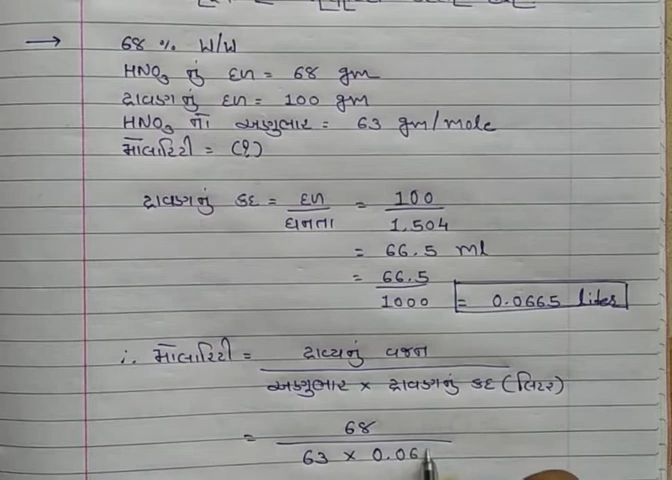 → 68 % W/W
HNO₃ નું દળ = 68 gm
દ્રાવણનું દળ = 100 gm
HNO₃ નો અણુભાર = 63 gm/mole
મોલારિટી = (?)
દ્રાવણનું કદ = દળ / ઘનતા = 100 / 1.504
= 66.5 ml
= 66.5 / 1000 = 0.0665 liter
∴ મોલારિટી = દ્રાવ્યનું વજન / અણુભાર × દ્રાવણનું કદ (લિટર)
= 68 / 63 × 0.06